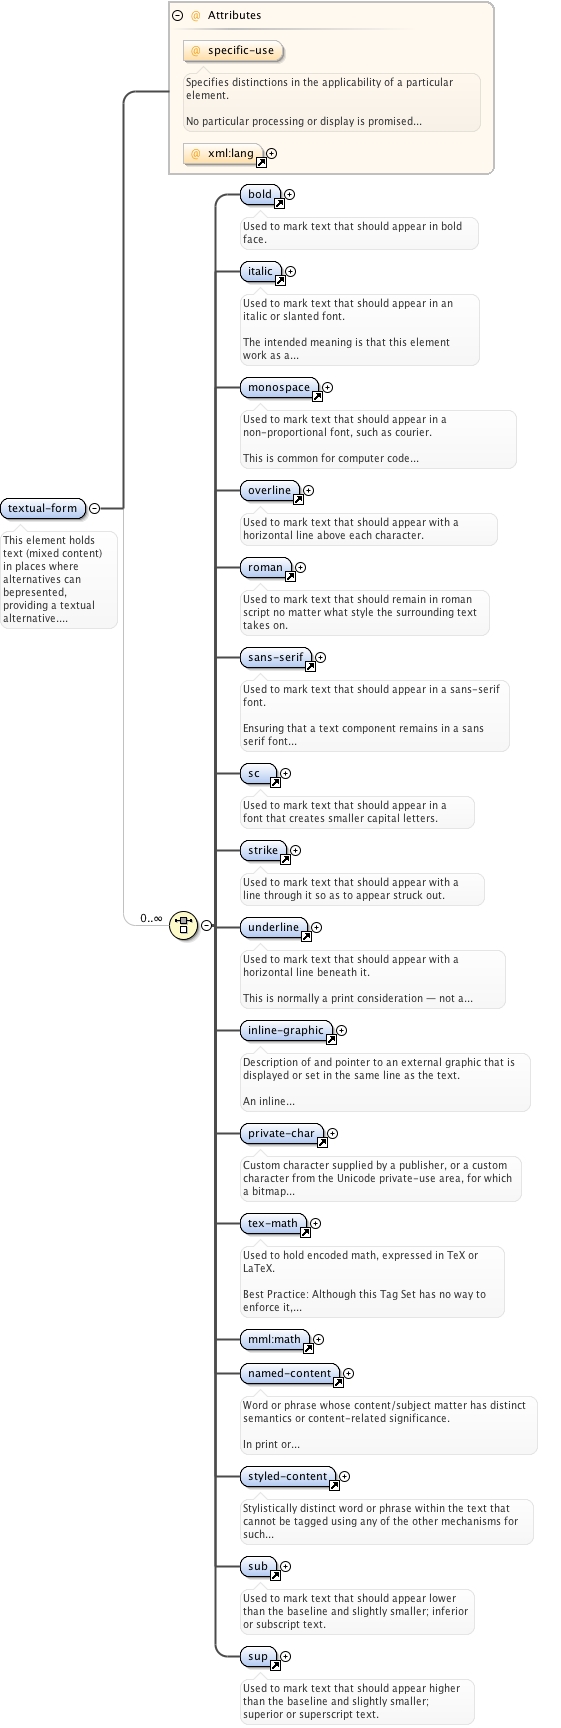 Attributes
@ specific-use
Specifies distinctions in the applicability of a particular
element.
No particular processing or display is promised...
@ xml:lang
bold
Used to mark text that should appear in bold
face.
italic
Used to mark text that should appear in an
italic or slanted font.
The intended meaning is that this element
work as a...
monospace
Used to mark text that should appear in a
non-proportional font, such as courier.
This is common for computer code...
overline
Used to mark text that should appear with a
horizontal line above each character.
textual-form
This element holds
text (mixed content)
in places where
alternatives can
bepresented,
providing a textual
alternative....
roman
Used to mark text that should remain in roman
script no matter what style the surrounding text
takes on.
sans-serif
Used to mark text that should appear in a sans-serif
font.
Ensuring that a text component remains in a sans
serif font...
sc
Used to mark text that should appear in a
font that creates smaller capital letters.
strike
Used to mark text that should appear with a
line through it so as to appear struck out.
0..∞
underline
Used to mark text that should appear with a
horizontal line beneath it.
This is normally a print consideration — not a...
inline-graphic
Description of and pointer to an external graphic that is
displayed or set in the same line as the text.
An inline...
private-char
Custom character supplied by a publisher, or a custom
character from the Unicode private-use area, for which
a bitmap...
tex-math
Used to hold encoded math, expressed in TeX or
LaTeX.
Best Practice: Although this Tag Set has no way to
enforce it,...
mml:math
named-content
Word or phrase whose content/subject matter has distinct
semantics or content-related significance.
In print or...
styled-content
Stylistically distinct word or phrase within the text that
cannot be tagged using any of the other mechanisms for
such...
sub
Used to mark text that should appear lower
than the baseline and slightly smaller; inferior
or subscript text.
sup
Used to mark text that should appear higher
than the baseline and slightly smaller;
superior or superscript text.